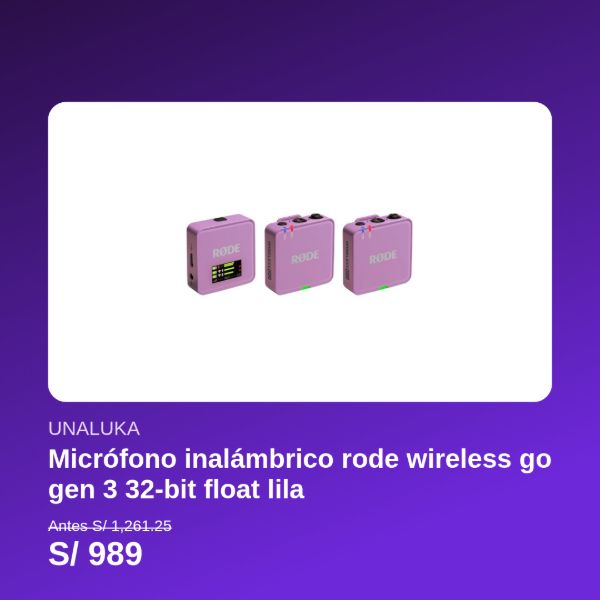 RØDE
RØDE
RØDE
UNALUKA
Micrófono inalámbrico rode wireless go
gen 3 32-bit float lila
Antes S/ 1,261.25
S/ 989